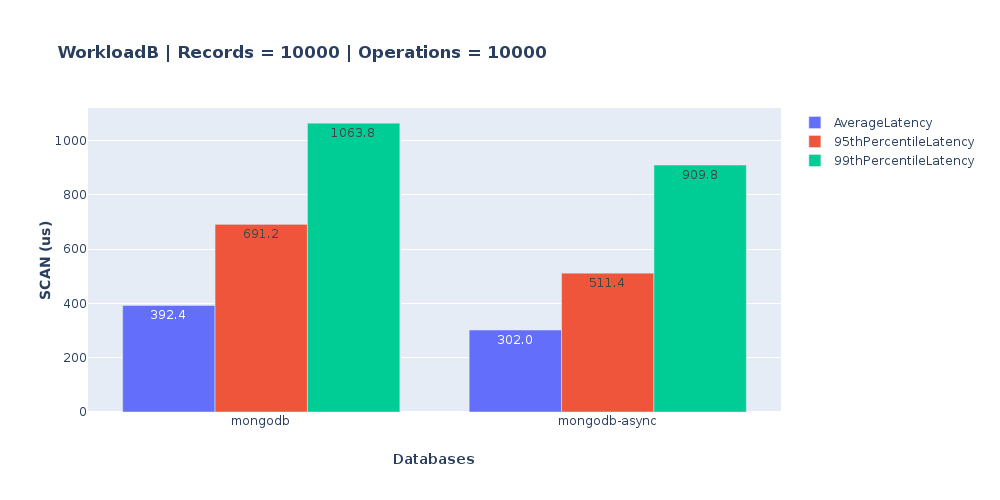 WorkloadB | Records = 10000 | Operations = 10000
AverageLatency
95thPercentileLatency
99thPercentileLatency
SCAN (us)
1000
800
600
400
200
0
392.4
691.2
1063.8
302.0
511.4
909.8
mongodb
mongodb-async
Databases